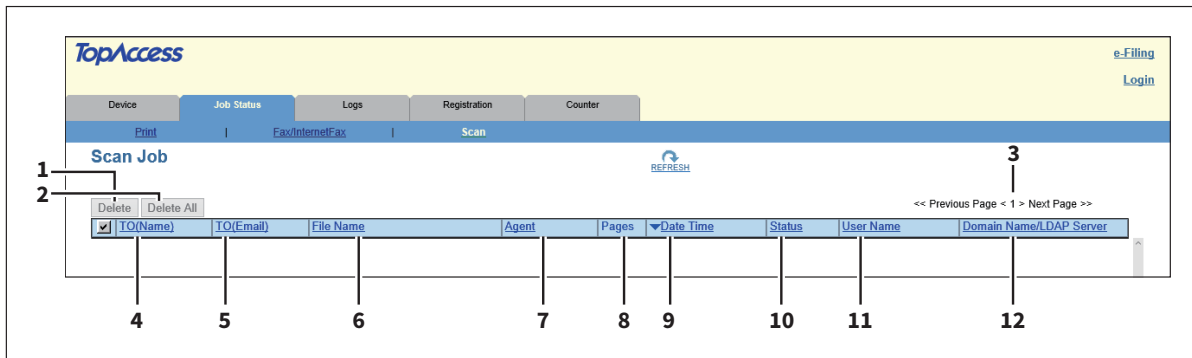 TopAccess
e-Filing
Login
Device Job Status Logs Registration Counter
Print | Fax/InternetFax | Scan
Scan Job
REFRESH
3
1
2
Delete Delete All
<< Previous Page < 1 > Next Page >>
TO(Name) TO(Email) File Name Agent Pages Date Time Status User Name Domain Name/LDAP Server
4 5 6 7 8 9 10 11 12